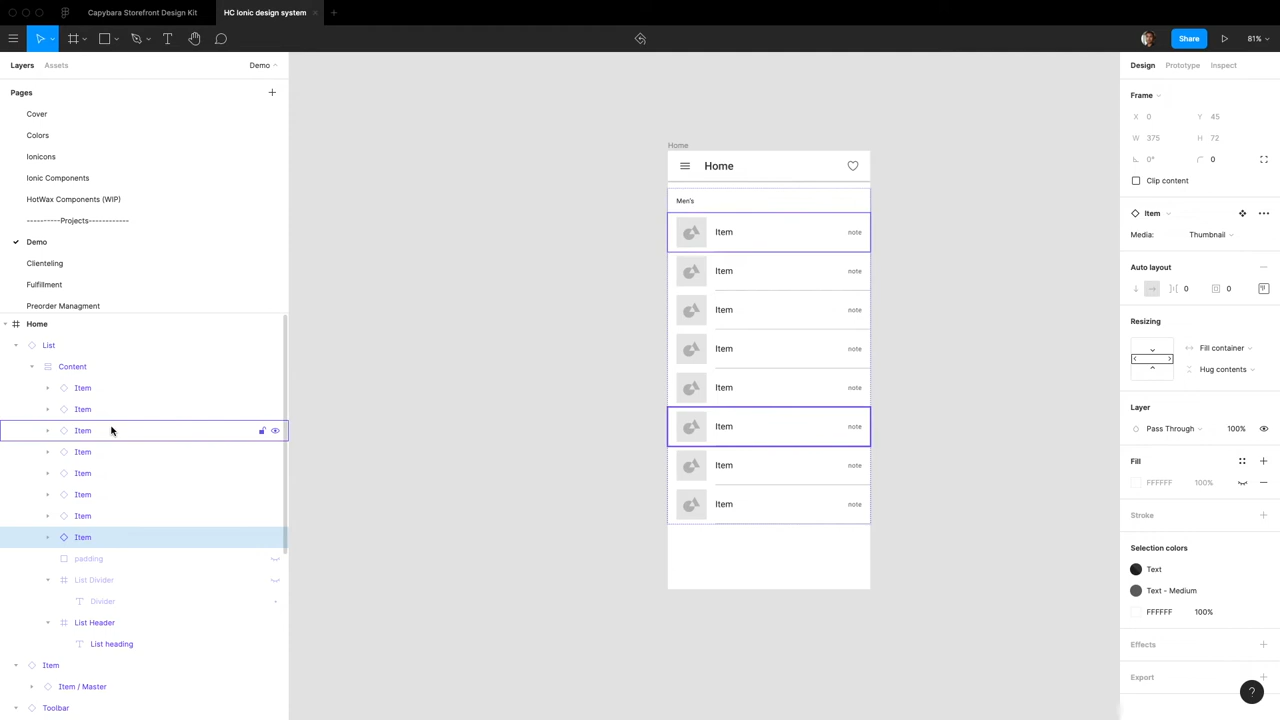 Capybara Storefront Design Kit
HC Ionic design system
Share
81%
Layers
Assets
Demo
Pages
Cover
Colors
Ionicons
Ionic Components
HotWax Components (WIP)
----------Projects------------
Demo
Clienteling
Fulfillment
Preorder Managment
Home
List
Content
Item
Item
Item
Item
Item
Item
Item
Item
padding
List Divider
Divider
List Header
List heading
Item
Item / Master
Toolbar
Home
Home
Men's
Item note
Item note
Item note
Item note
Item note
Item note
Item note
Item note
Design
Prototype
Inspect
Frame
X 0 Y 45
W 375 H 72
0° 0
Clip content
Item
Media: Thumbnail
Auto layout
0 0
Resizing
Fill container
Hug contents
Layer
Pass Through 100%
Fill
FFFFFF 100%
Stroke
Selection colors
Text
Text - Medium
FFFFFF 100%
Effects
Export
?